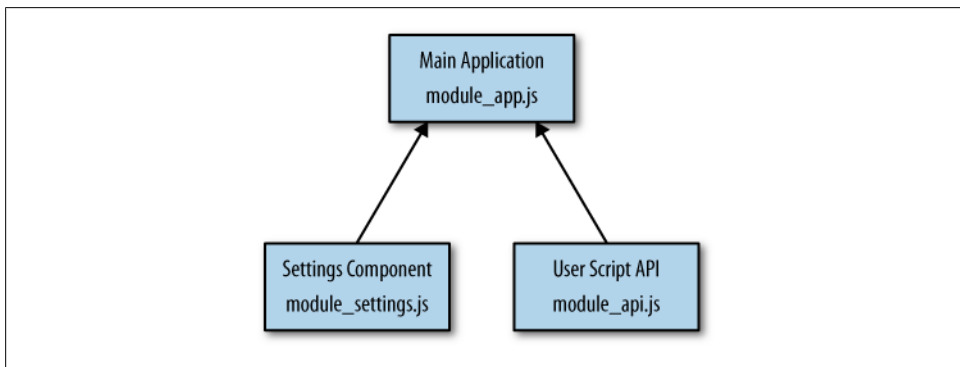 Main Application
module_app.js
Settings Component
module_settings.js
User Script API
module_api.js